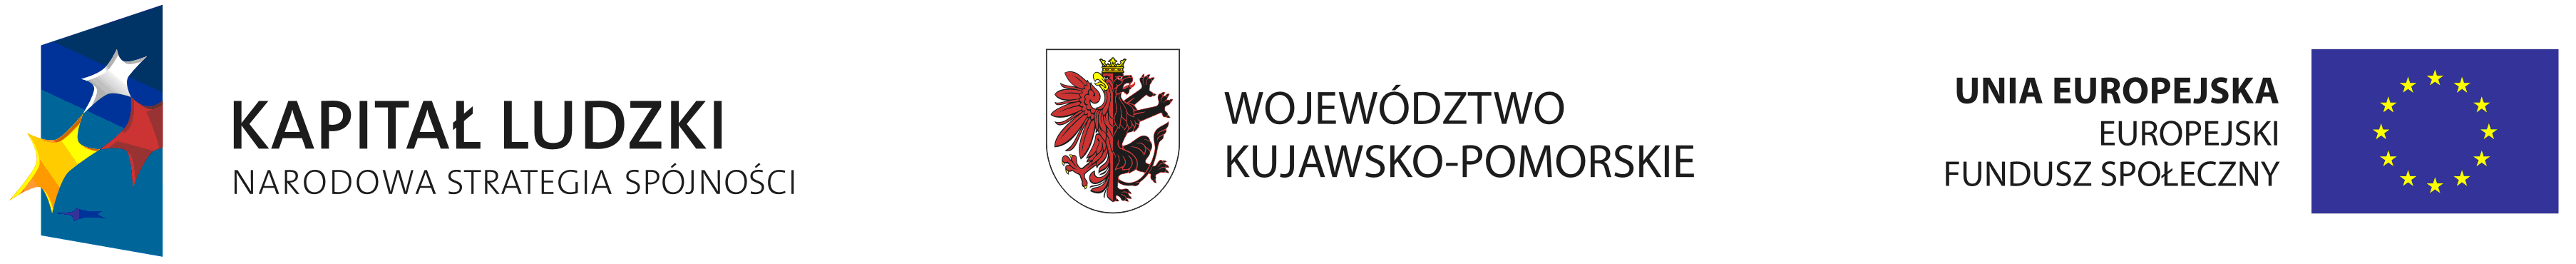 KAPITAŁ LUDZKI
NARODOWA STRATEGIA SPÓJNOŚCI
WOJEWÓDZTWO
KUJAWSKO-POMORSKIE
UNIA EUROPEJSKA
EUROPEJSKI
FUNDUSZ SPOŁECZNY